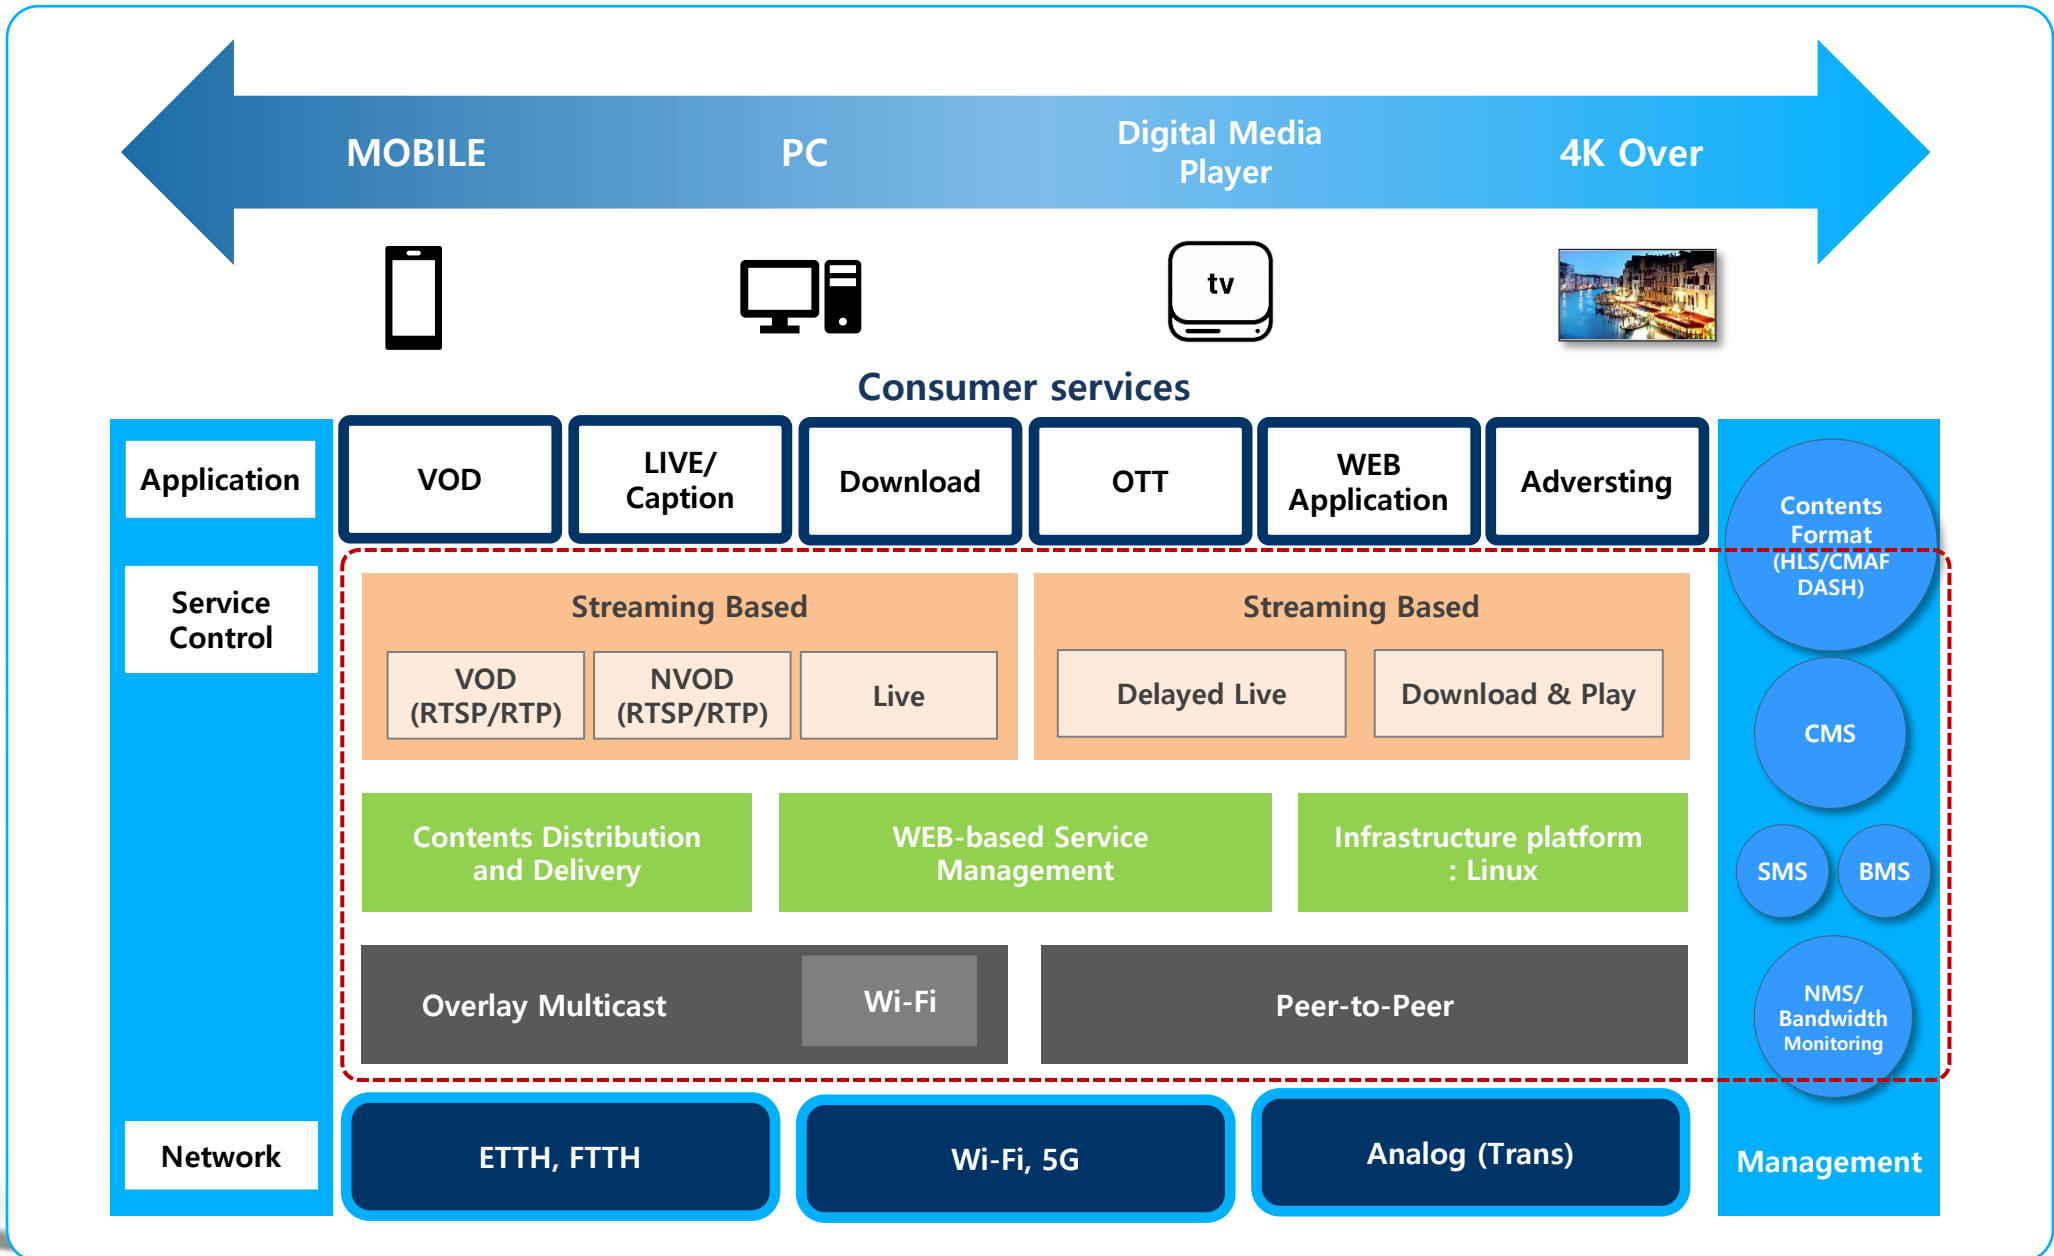 MOBILE
PC
Digital Media
Player
4K Over
tv
Consumer services
Application
VOD
LIVE/
Caption
Download
OTT
WEB
Application
Adversting
Service
Control
Streaming Based
VOD
(RTSP/RTP)
NVOD
(RTSP/RTP)
Live
Streaming Based
Delayed Live
Download & Play
Contents Distribution
and Delivery
WEB-based Service
Management
Infrastructure platform
: Linux
Overlay Multicast
Wi-Fi
Peer-to-Peer
Network
ETTH, FTTH
Wi-Fi, 5G
Analog (Trans)
Contents
Format
(HLS/CMAF
DASH)
CMS
SMS
BMS
NMS/
Bandwidth
Monitoring
Management